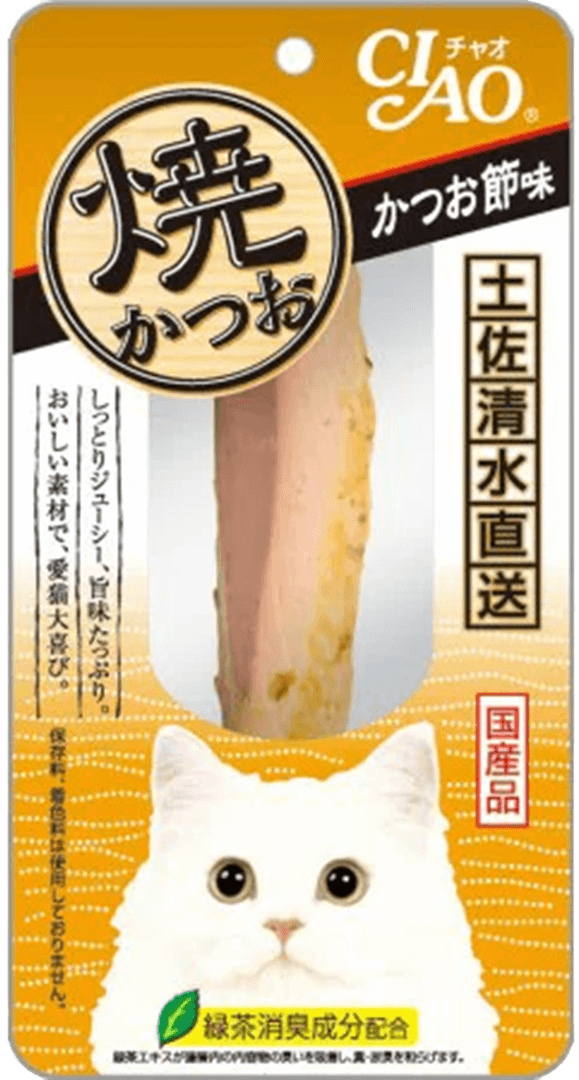 CIAO
チャオ
®
焼
かつお
かつお節味
土佐清水直送
しっとりジューシー、旨味たっぷり。
おいしい素材で、愛猫大喜び。
国産品
保存料、着色料は使用しておりません。
緑茶消臭成分配合
緑茶エキスが腸管内の内容物の臭いを吸着し、糞・尿臭を和らげます。